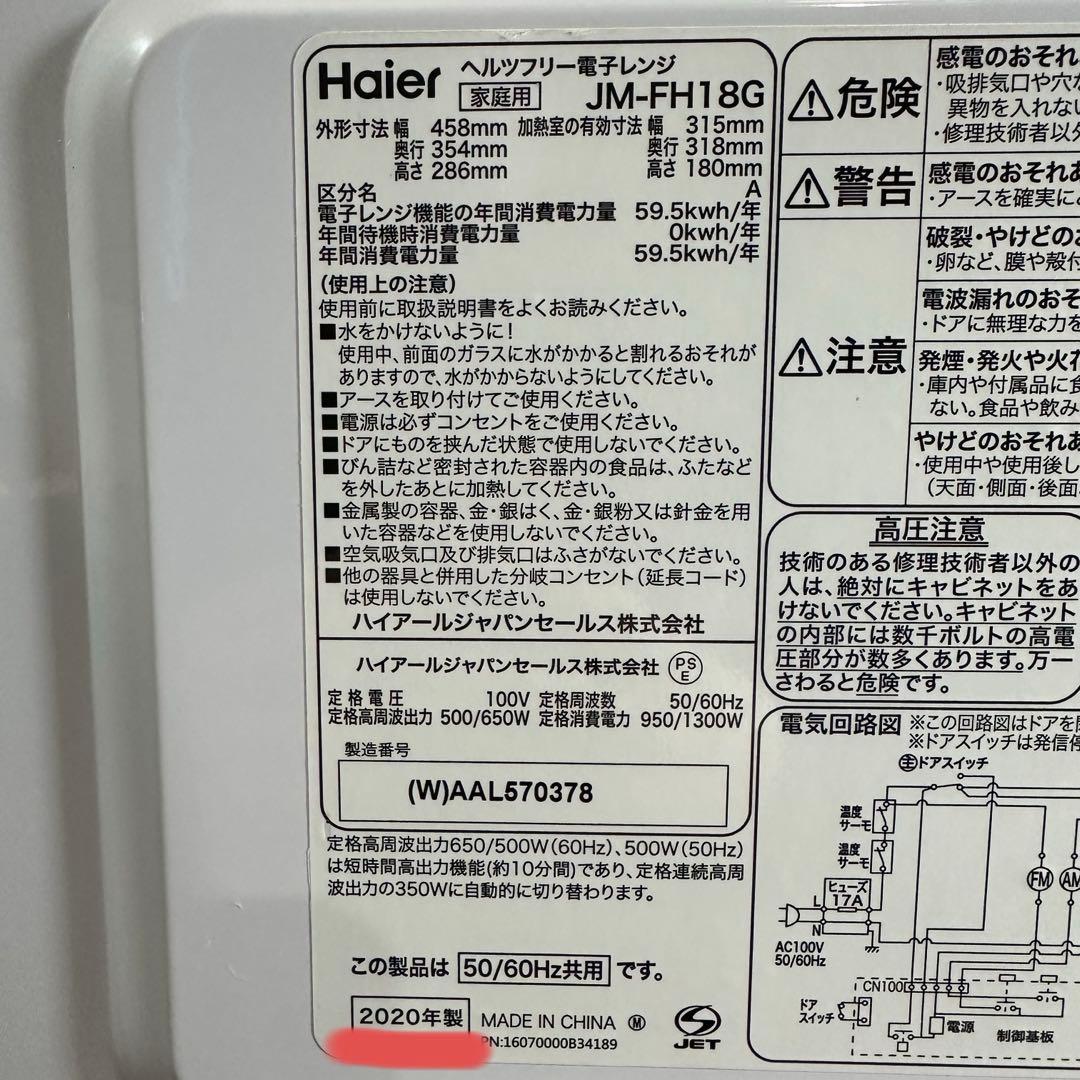 Haier
ヘルツフリー電子レンジ
家庭用 JM-FH18G
外形寸法 幅 458mm 加熱室の有効寸法 幅 315mm
奥行 354mm 奥行 318mm
高さ 286mm 高さ 180mm
区分名 A
電子レンジ機能の年間消費電力量 59.5kwh/年
年間待機時消費電力量 0kwh/年
年間消費電力量 59.5kwh/年
(使用上の注意)
使用前に取扱説明書をよくお読みください。
■水をかけないように!
使用中、前面のガラスに水がかかると割れるおそれが
ありますので、水がかからないようにしてください。
■アースを取り付けてご使用ください。
■電源は必ずコンセントをご使用ください。
■ドアにものを挟んだ状態で使用しないでください。
■びん詰など密封された容器内の食品は、ふたなど
を外したあとに加熱してください。
■金属製の容器、金・銀はく、金・銀粉又は針金を用
いた容器などを使用しないでください。
■空気吸気口及び排気口はふさがないでください。
■他の器具と併用した分岐コンセント(延長コード)
は使用しないでください。
ハイアールジャパンセールス株式会社
ハイアールジャパンセールス株式会社 PSE
定格電圧 100V 定格周波数 50/60Hz
定格高周波出力 500/650W 定格消費電力 950/1300W
製造番号
(W)AAL570378
定格高周波出力650/500W(60Hz)、500W(50Hz)
は短時間高出力機能(約10分間)であり、定格連続高周
波出力の350Wに自動的に切り替わります。
この製品は 50/60Hz共用 です。
2020年製 MADE IN CHINA Ⓜ
PN:16070000B34189
JET
危険
感電のおそれ
・吸排気口や穴
異物を入れな
・修理技術者以
警告
感電のおそれ
・アースを確実に
注意
破裂・やけどの
・卵など、膜や殻付
電波漏れのおそ
・ドアに無理な力を
発煙・発火や火花
・庫内や付属品に食
ない。食品や飲み
やけどのおそれ
・使用中や使用後し
(天面・側面・後面
高圧注意
技術のある修理技術者以外の
人は、絶対にキャビネットをあ
けないでください。キャビネット
の内部には数千ボルトの高電
圧部分が数多くあります。万一
さわると危険です。
電気回路図 ※この回路図はドアを
※ドアスイッチは発信停
主ドアスイッチ
温度
サーモ
温度
サーモ
ヒューズ
17A
L
N
AC100V
50/60Hz
FM
AM
CN100
ドア
スイッチ
電源
制御基板